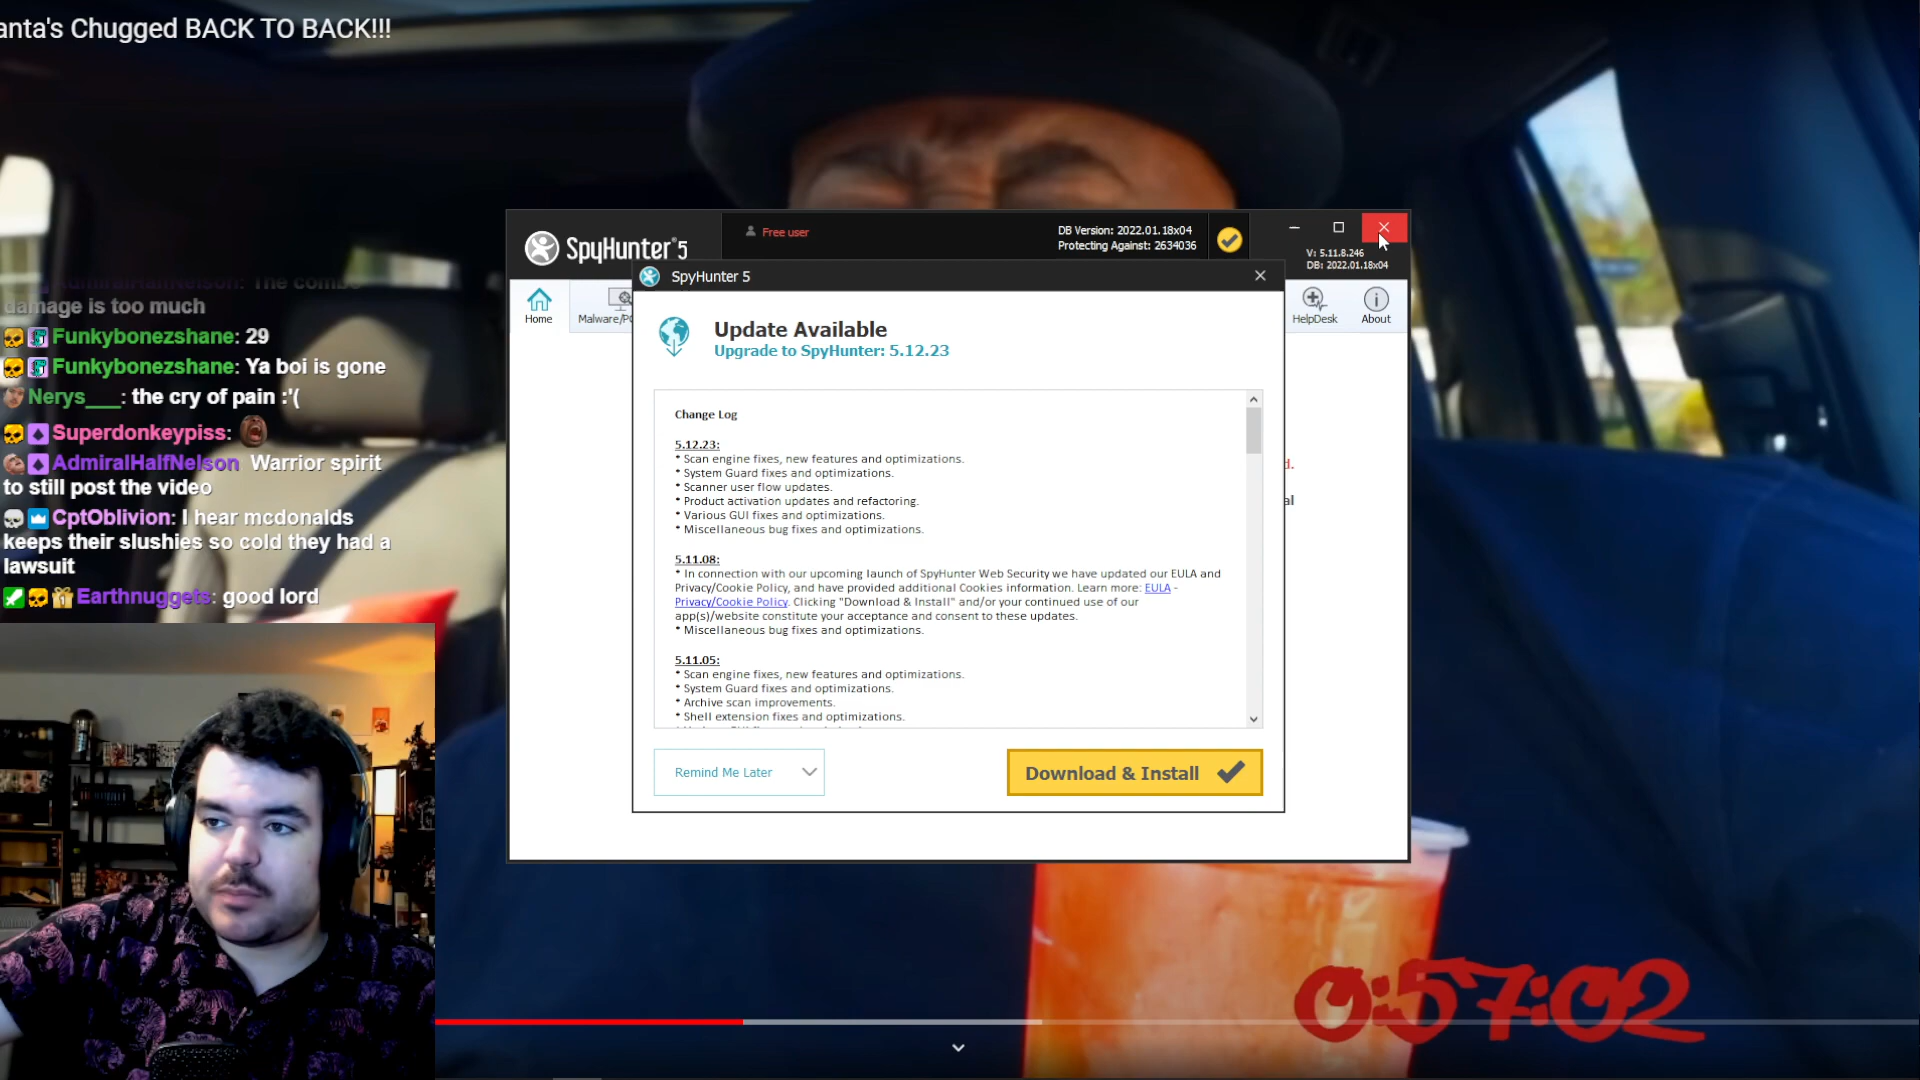 anta's Chugged BACK TO BACK!!!
damage is too much
Funkybonezshane: 29
Funkybonezshane: Ya boi is gone
Nerys___: the cry of pain :'(
Superdonkeypiss:
AdmiralHalfNelson Warrior spirit
to still post the video
CptOblivion: I hear mcdonalds
keeps their slushies so cold they had a
lawsuit
Earthnuggets: good lord
SpyHunter® 5
Free user
DB Version: 2022.01.18x04
Protecting Against: 2634036
V: 5.11.8.246
DB: 2022.01.18x04
Home
Malware/PC
HelpDesk
About
SpyHunter 5
Update Available
Upgrade to SpyHunter: 5.12.23
Change Log
5.12.23:
* Scan engine fixes, new features and optimizations.
* System Guard fixes and optimizations.
* Scanner user flow updates.
* Product activation updates and refactoring.
* Various GUI fixes and optimizations.
* Miscellaneous bug fixes and optimizations.
5.11.08:
* In connection with our upcoming launch of SpyHunter Web Security we have updated our EULA and
Privacy/Cookie Policy, and have provided additional Cookies information. Learn more: EULA -
Privacy/Cookie Policy. Clicking "Download & Install" and/or your continued use of our
app(s)/website constitute your acceptance and consent to these updates.
* Miscellaneous bug fixes and optimizations.
5.11.05:
* Scan engine fixes, new features and optimizations.
* System Guard fixes and optimizations.
* Archive scan improvements.
* Shell extension fixes and optimizations.
d.
al
Remind Me Later
Download & Install
0:57:02